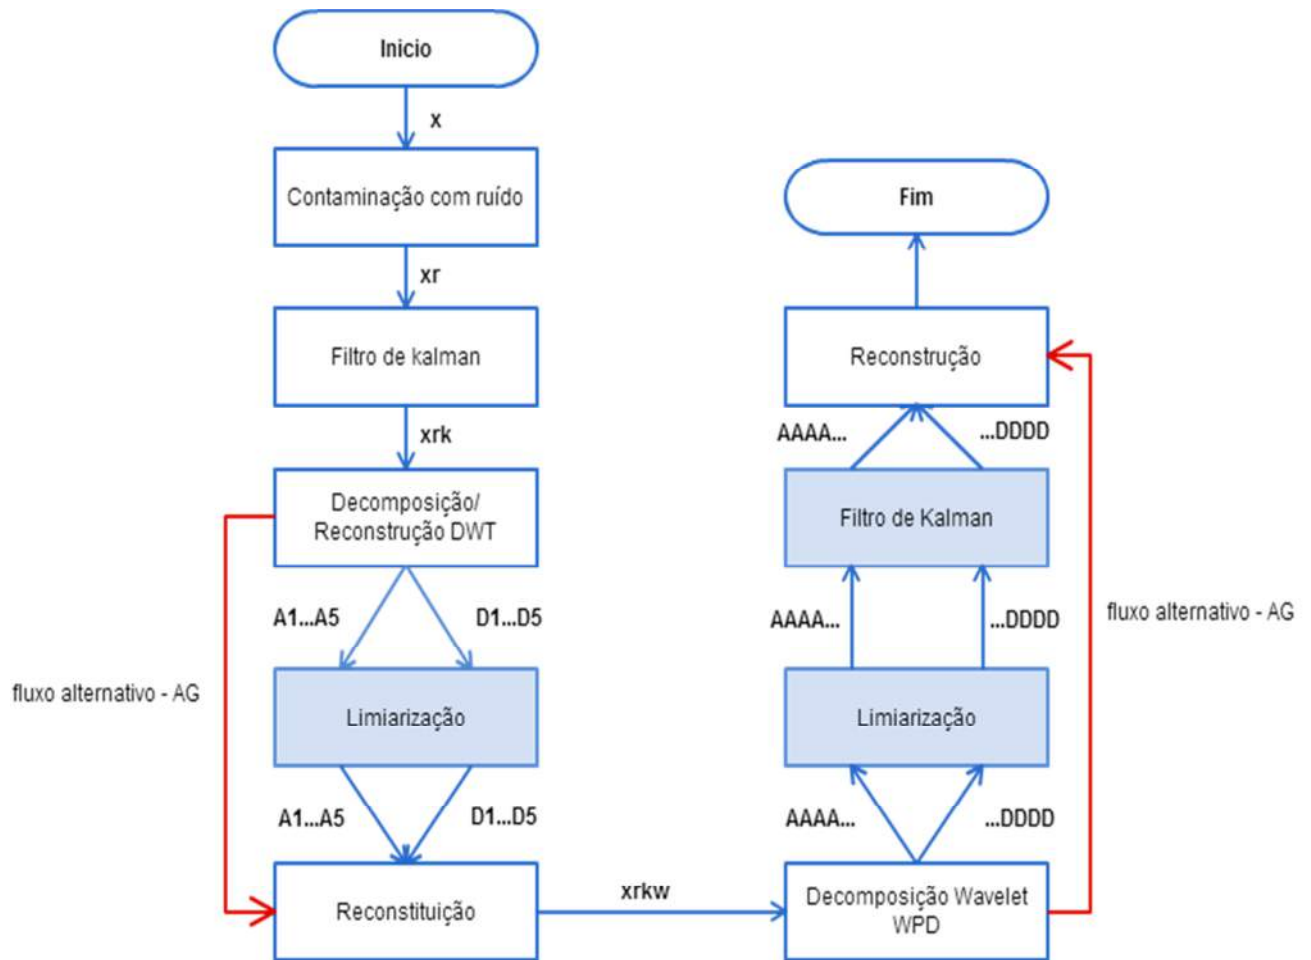 Inicio
x
Contaminação com ruído
xr
Filtro de kalman
xrk
Decomposição/
Reconstrução DWT
A1...A5
D1...D5
fluxo alternativo - AG
Limiarização
A1...A5
D1...D5
Reconstituição
xrkw
Decomposição Wavelet
WPD
AAAA...
...DDDD
Limiarização
AAAA...
...DDDD
fluxo alternativo - AG
Filtro de Kalman
AAAA...
...DDDD
Reconstrução
Fim